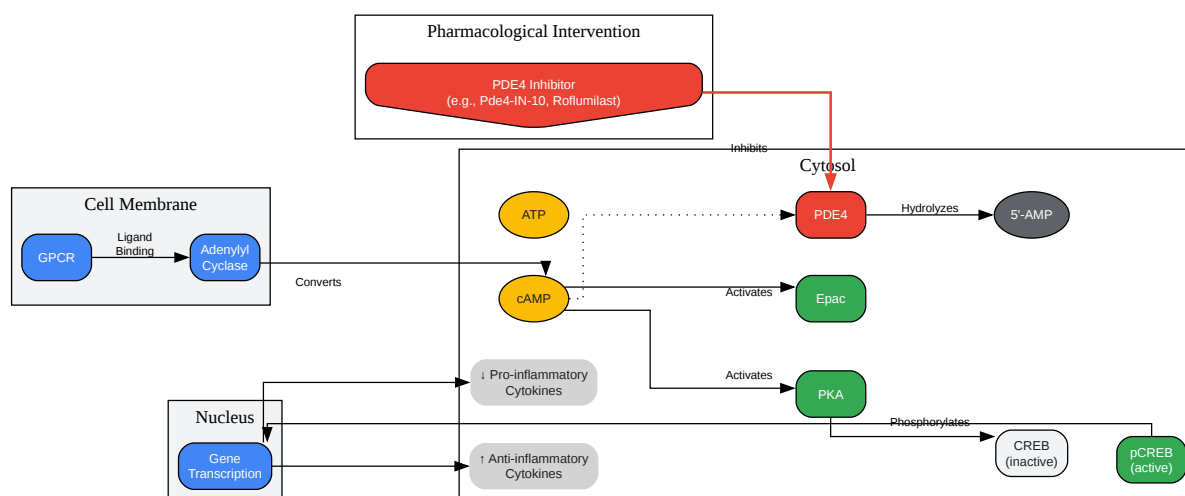 Pharmacological Intervention
PDE4 Inhibitor
(e.g., Pde4-IN-10, Roflumilast)
Inhibits
Cytosol
Cell Membrane
GPCR
Ligand
Binding
Adenylyl
Cyclase
Converts
ATP
PDE4
Hydrolyzes
5'-AMP
cAMP
Activates
Epac
↓ Pro-inflammatory
Cytokines
Activates
PKA
Phosphorylates
Nucleus
Gene
Transcription
↑ Anti-inflammatory
Cytokines
CREB
(inactive)
pCREB
(active)